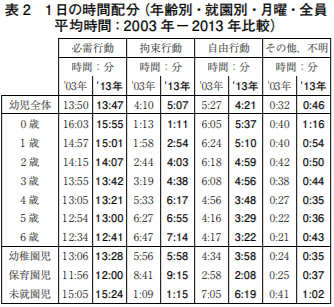 表2 1日の時間配分（年齢別・就園別・月曜・全員
平均時間：2003年－2013年比較）
必需行動 拘束行動 自由行動 その他、不明
時間：分 時間：分 時間：分 時間：分
'03年 '13年 '03年 '13年 '03年 '13年 '03年 '13年
幼児全体 13:50 13:47 4:10 5:07 5:27 4:21 0:32 0:46
0歳 16:03 15:55 1:13 1:11 6:05 5:37 0:40 1:16
1歳 14:57 15:01 1:58 2:54 6:24 5:10 0:40 0:54
2歳 14:15 14:07 2:44 4:03 6:18 4:59 0:42 0:50
3歳 13:55 13:42 3:19 4:38 6:08 4:56 0:38 0:44
4歳 13:05 13:21 5:33 6:17 4:56 3:48 0:27 0:35
5歳 12:54 13:00 6:27 6:55 4:16 3:29 0:22 0:36
6歳 12:34 12:41 6:47 7:14 4:17 3:22 0:21 0:43
幼稚園児 13:06 13:28 5:56 5:58 4:34 3:58 0:24 0:35
保育園児 11:56 12:00 8:41 9:15 2:58 2:08 0:25 0:37
未就園児 15:05 15:24 1:09 1:15 7:05 6:19 0:41 1:02